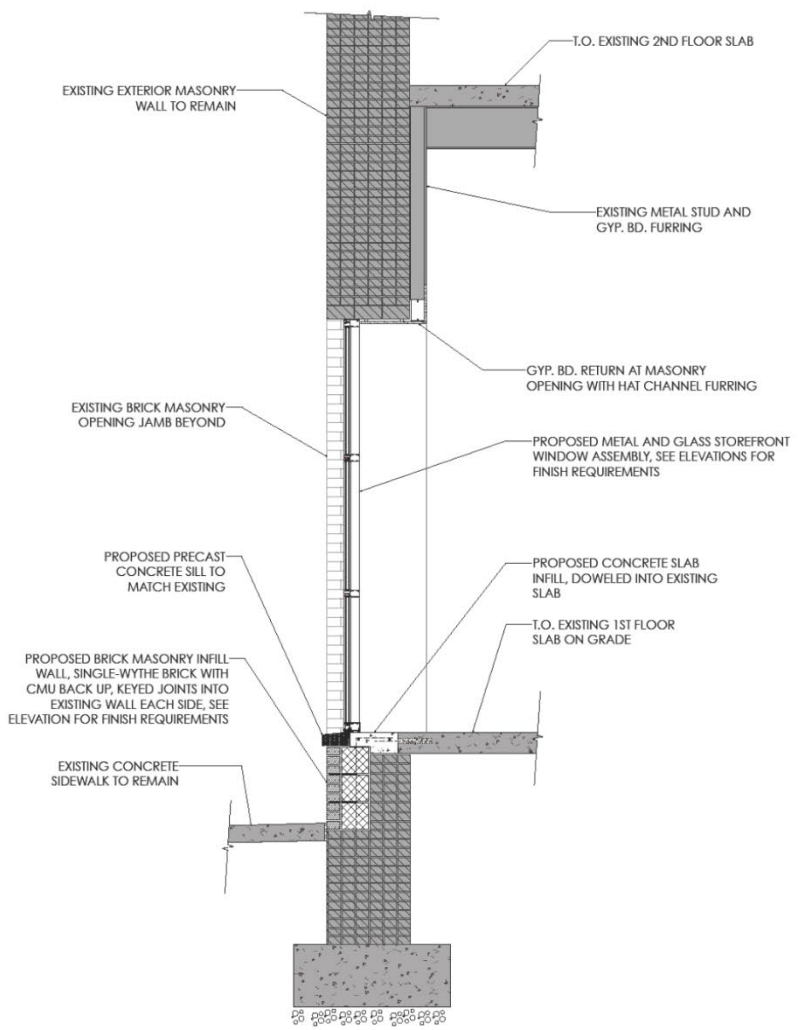 T.O. EXISTING 2ND FLOOR SLAB
EXISTING EXTERIOR MASONRY
WALL TO REMAIN
EXISTING METAL STUD AND
GYP. BD. FURRING
GYP. BD. RETURN AT MASONRY
OPENING WITH HAT CHANNEL FURRING
EXISTING BRICK MASONRY
OPENING JAMB BEYOND
PROPOSED METAL AND GLASS STOREFRONT
WINDOW ASSEMBLY, SEE ELEVATIONS FOR
FINISH REQUIREMENTS
PROPOSED PRECAST
CONCRETE SILL TO
MATCH EXISTING
PROPOSED CONCRETE SLAB
INFILL, DOWELED INTO EXISTING
SLAB
T.O. EXISTING 1ST FLOOR
SLAB ON GRADE
PROPOSED BRICK MASONRY INFILL
WALL, SINGLE-WYTHE BRICK WITH
CMU BACK UP, KEYED JOINTS INTO
EXISTING WALL EACH SIDE, SEE
ELEVATION FOR FINISH REQUIREMENTS
EXISTING CONCRETE
SIDEWALK TO REMAIN